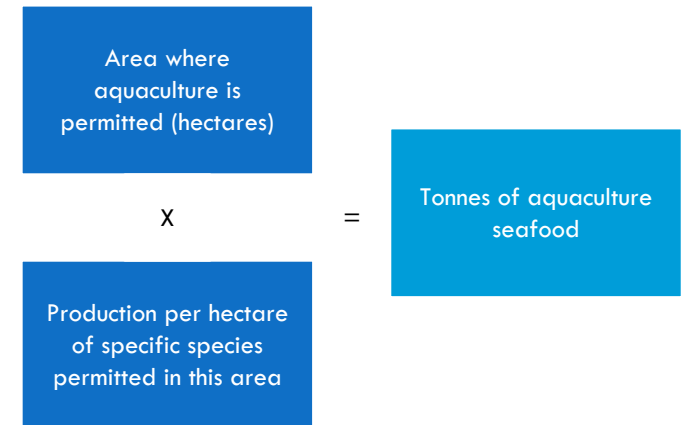 Area where
aquaculture is
permitted (hectares)
X
=
Tonnes of aquaculture
seafood
Production per hectare
of specific species
permitted in this area